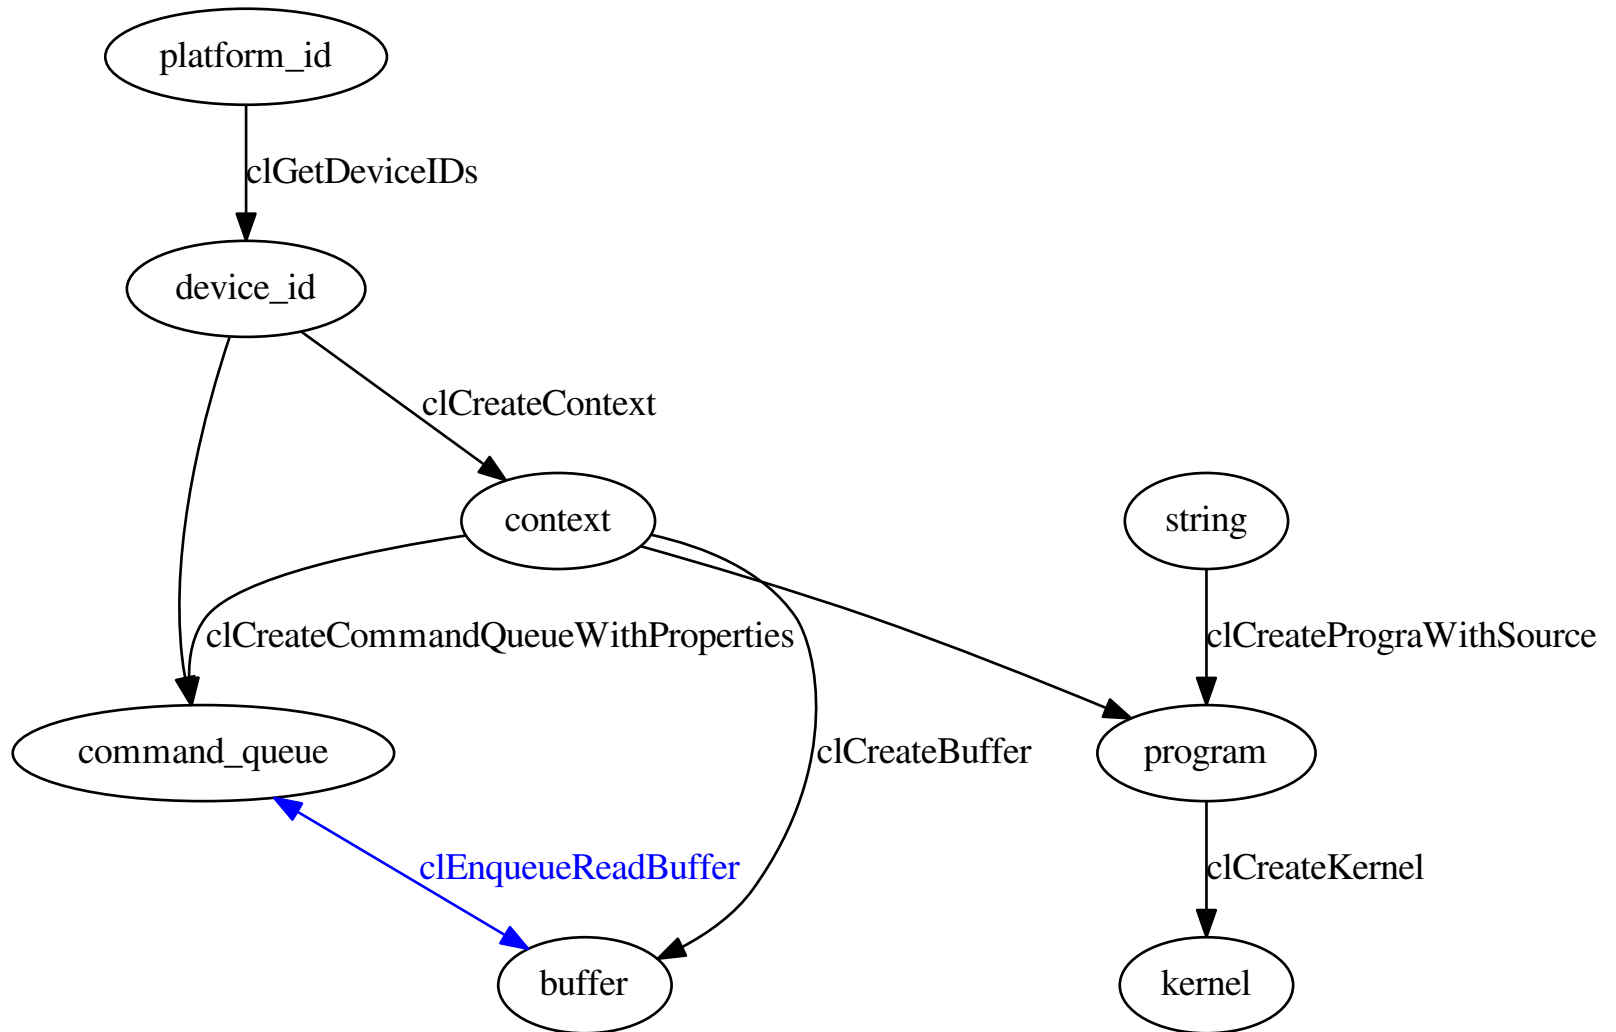 platform_id
clGetDeviceIDs
device_id
clCreateContext
context
string
clCreateCommandQueueWithProperties
clCreatePrograWithSource
command_queue
clCreateBuffer
program
clEnqueueReadBuffer
clCreateKernel
buffer
kernel